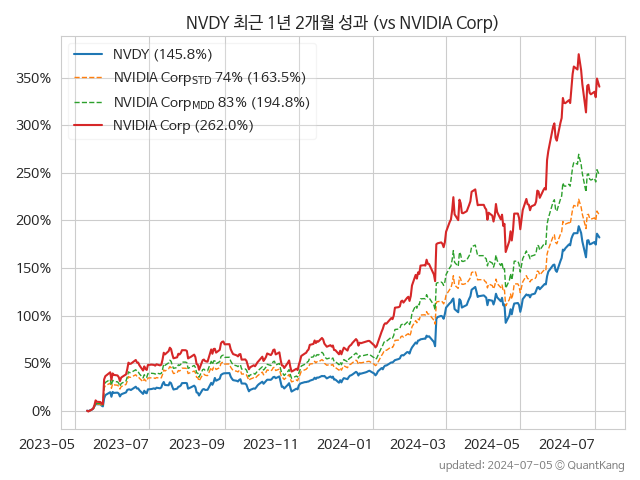 NVDY 최근 1년 2개월 성과 (vs NVIDIA Corp)
NVDY (145.8%)
NVIDIA CorpSTD 74% (163.5%)
NVIDIA CorpMDD 83% (194.8%)
NVIDIA Corp (262.0%)
350%
300%
250%
200%
150%
100%
50%
0%
2023-05 2023-07 2023-09 2023-11 2024-01 2024-03 2024-05 2024-07
updated: 2024-07-05 ⓒ QuantKang